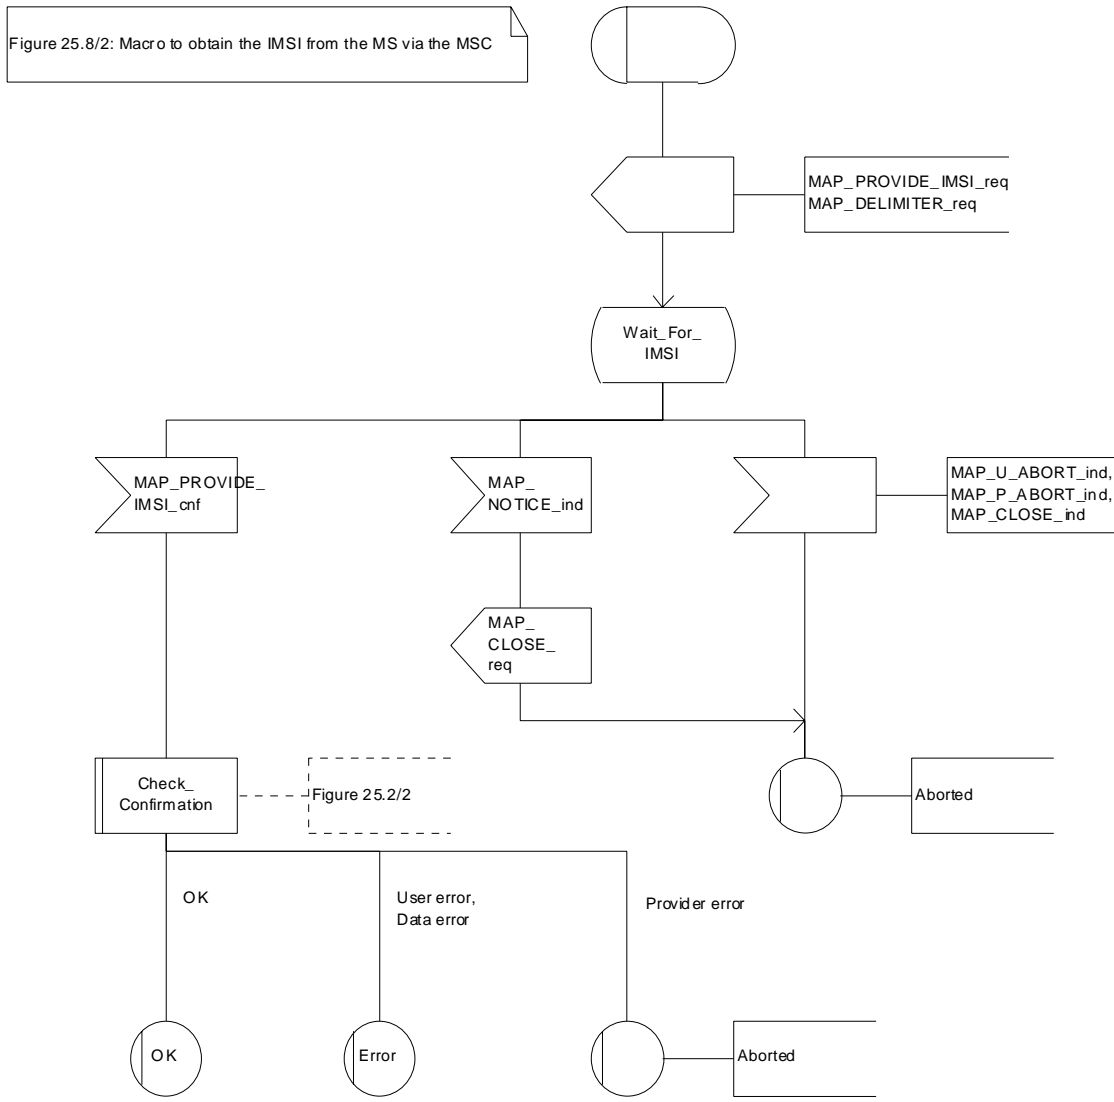 Figure 25.8/2: Macro to obtain the IMSI from the MS via the MSC
MAP_PROVIDE_IMSI_req
MAP_DELIMITER_req
Wait_For_
IMSI
MAP_PROVIDE_
IMSI_cnf
MAP_
NOTICE_ind
MAP_U_ABORT_ind,
MAP_P_ABORT_ind,
MAP_CLOSE_ind
MAP_
CLOSE_
req
Check_
Confirmation
Figure 25.2/2
Aborted
OK
User error,
Data error
Provider error
OK
Error
Aborted